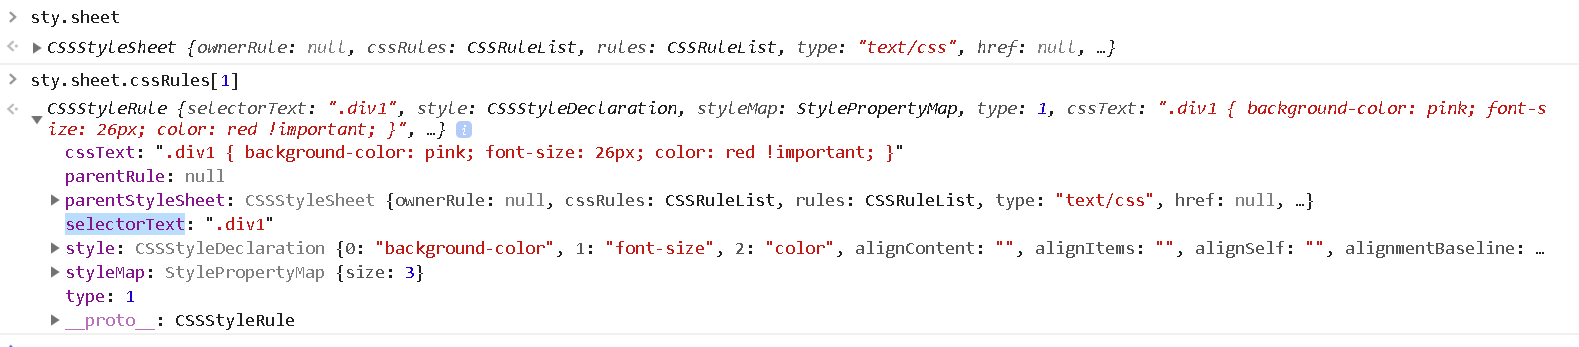 sty.sheet
CSSStyleSheet {ownerRule: null, cssRules: CSSRuleList, rules: CSSRuleList, type: "text/css", href: null, …}
sty.sheet.cssRules[1]
CSSStyleRule {selectorText: ".div1", style: CSSStyleDeclaration, styleMap: StylePropertyMap, type: 1, cssText: ".div1 { background-color: pink; font-s
ize: 26px; color: red !important; }", …} i
cssText: ".div1 { background-color: pink; font-size: 26px; color: red !important; }"
parentRule: null
parentStyleSheet: CSSStyleSheet {ownerRule: null, cssRules: CSSRuleList, rules: CSSRuleList, type: "text/css", href: null, …}
selectorText: ".div1"
style: CSSStyleDeclaration {0: "background-color", 1: "font-size", 2: "color", alignContent: "", alignItems: "", alignSelf: "", alignmentBaseline: …
styleMap: StylePropertyMap {size: 3}
type: 1
__proto__: CSSStyleRule